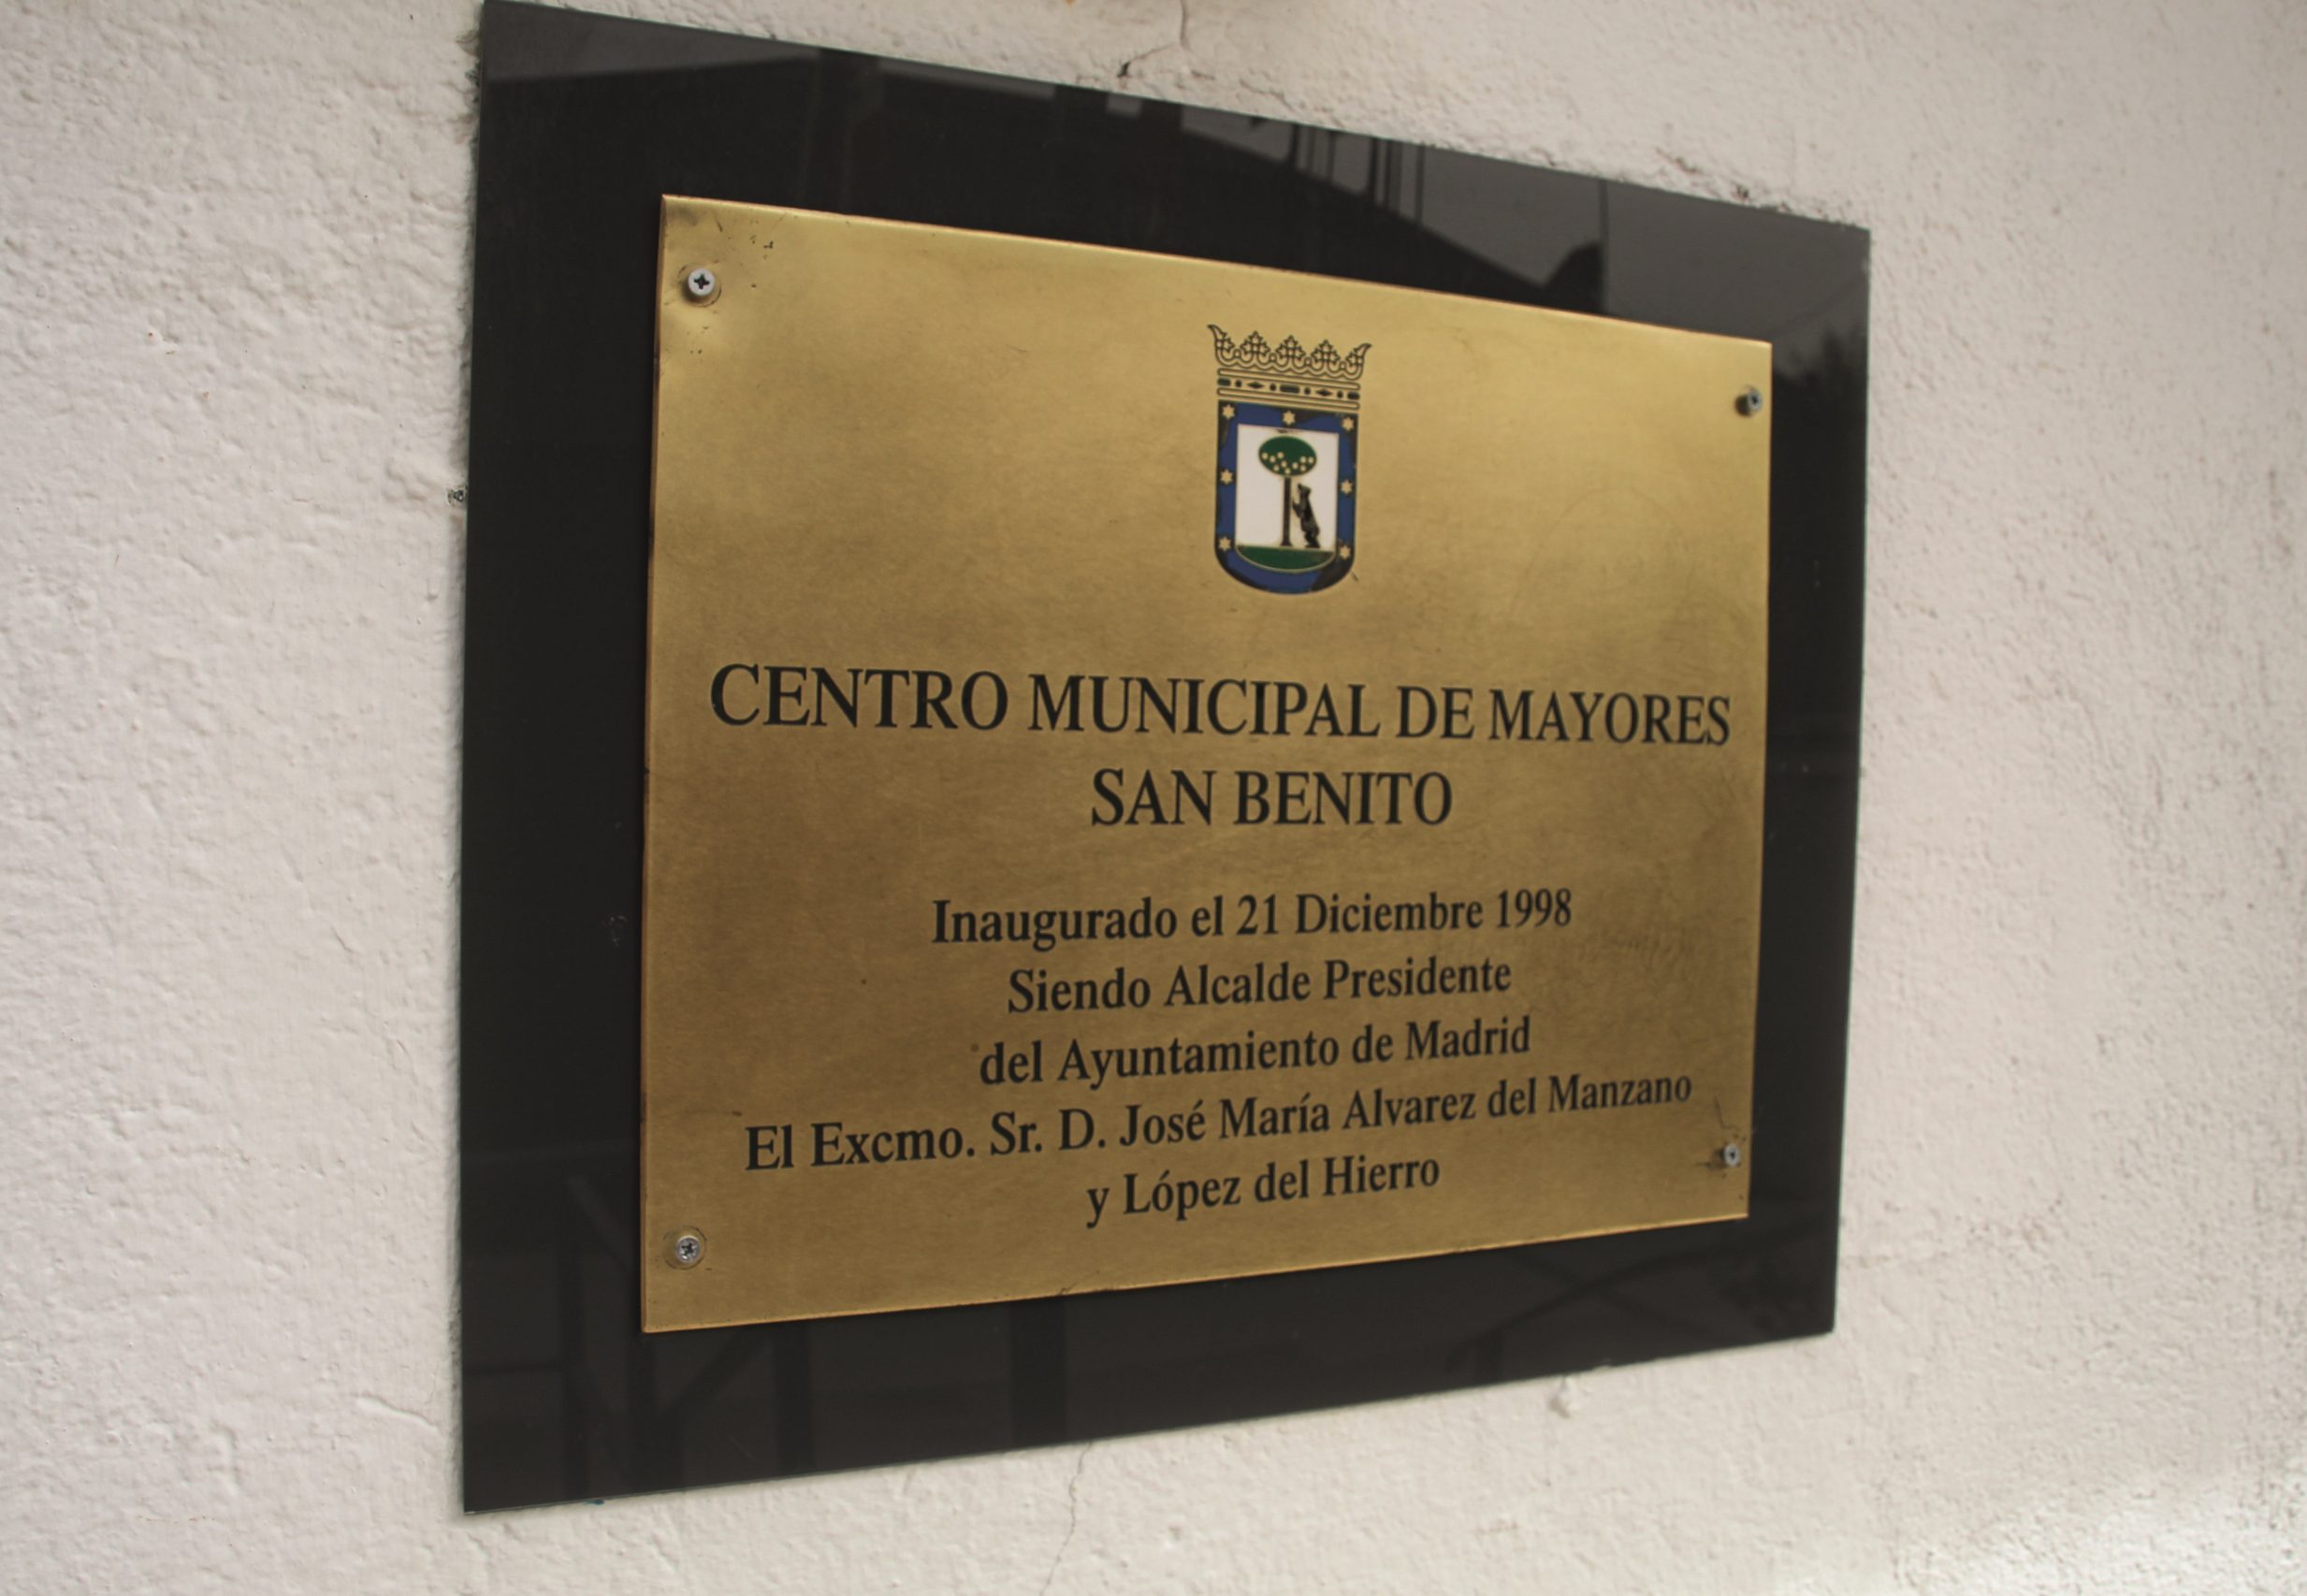 CENTRO MUNICIPAL DE MAYORES
SAN BENITO
Inaugurado el 21 Diciembre 1998
Siendo Alcalde Presidente
del Ayuntamiento de Madrid
El Excmo. Sr. D. José María Alvarez del Manzano
y López del Hierro